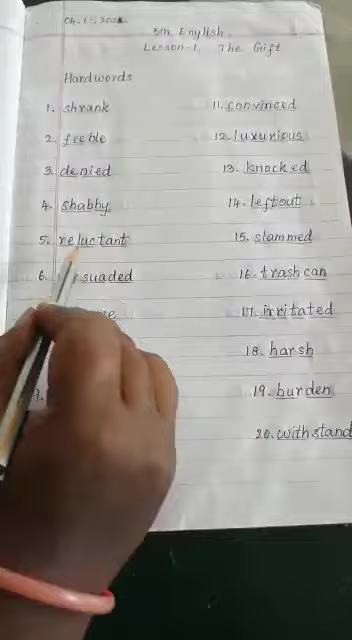 5th English
Lesson-1. The Gift
Hardwords
1. shrank
2. feeble
3. denied
4. shabby
5. reluctant
6.
11. convinced
12. luxurious
13. knocked
14. leftout
15. slammed
16. trash can
17. irritated
18. harsh
19. burden
20. withstand